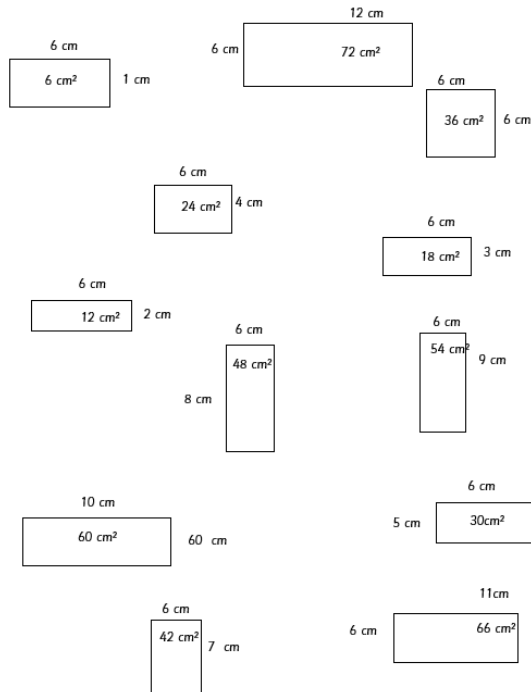 12 cm
6 cm
6 cm
72 cm²
6 cm²
1 cm
6 cm
36 cm²
6 cm
6 cm
24 cm²
4 cm
6 cm
18 cm²
3 cm
6 cm
12 cm²
2 cm
6 cm
48 cm²
8 cm
6 cm
54 cm²
9 cm
10 cm
60 cm²
60 cm
6 cm
5 cm
30cm²
6 cm
42 cm²
7 cm
11cm
6 cm
66 cm²